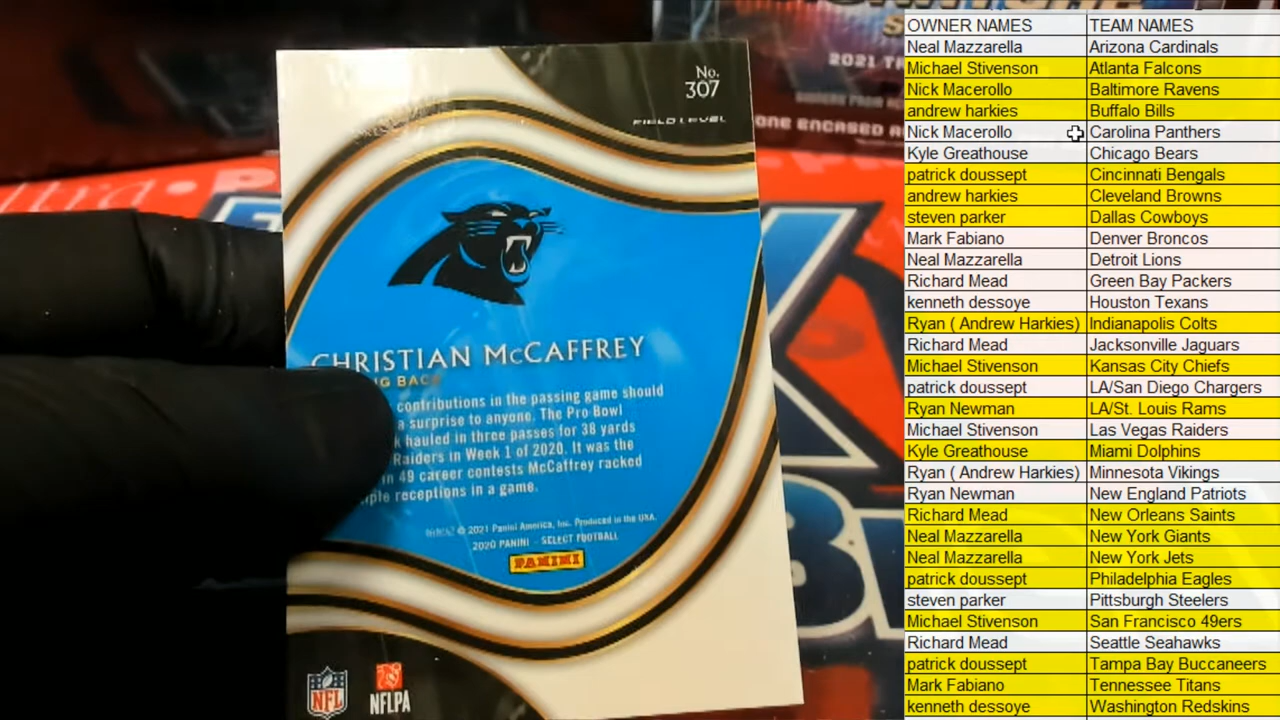 No.
307
FIELD LEVEL
CHRISTIAN McCAFFREY
NG BACK
contributions in the passing game should
a surprise to anyone. The Pro Bowl
k hauled in three passes for 38 yards
Raiders in Week 1 of 2020. It was the
in 49 career contests McCaffrey racked
iple receptions in a game.
© 2021 Panini America, Inc. Produced in the USA.
2020 PANINI - SELECT FOOTBALL
PANINI
NFL
NFLPA
2021
ONE ENCASED
OWNER NAMES TEAM NAMES
Neal Mazzarella Arizona Cardinals
Michael Stivenson Atlanta Falcons
Nick Macerollo Baltimore Ravens
andrew harkies Buffalo Bills
Nick Macerollo Carolina Panthers
Kyle Greathouse Chicago Bears
patrick doussept Cincinnati Bengals
andrew harkies Cleveland Browns
steven parker Dallas Cowboys
Mark Fabiano Denver Broncos
Neal Mazzarella Detroit Lions
Richard Mead Green Bay Packers
kenneth dessoye Houston Texans
Ryan ( Andrew Harkies) Indianapolis Colts
Richard Mead Jacksonville Jaguars
Michael Stivenson Kansas City Chiefs
patrick doussept LA/San Diego Chargers
Ryan Newman LA/St. Louis Rams
Michael Stivenson Las Vegas Raiders
Kyle Greathouse Miami Dolphins
Ryan ( Andrew Harkies) Minnesota Vikings
Ryan Newman New England Patriots
Richard Mead New Orleans Saints
Neal Mazzarella New York Giants
Neal Mazzarella New York Jets
patrick doussept Philadelphia Eagles
steven parker Pittsburgh Steelers
Michael Stivenson San Francisco 49ers
Richard Mead Seattle Seahawks
patrick doussept Tampa Bay Buccaneers
Mark Fabiano Tennessee Titans
kenneth dessoye Washington Redskins